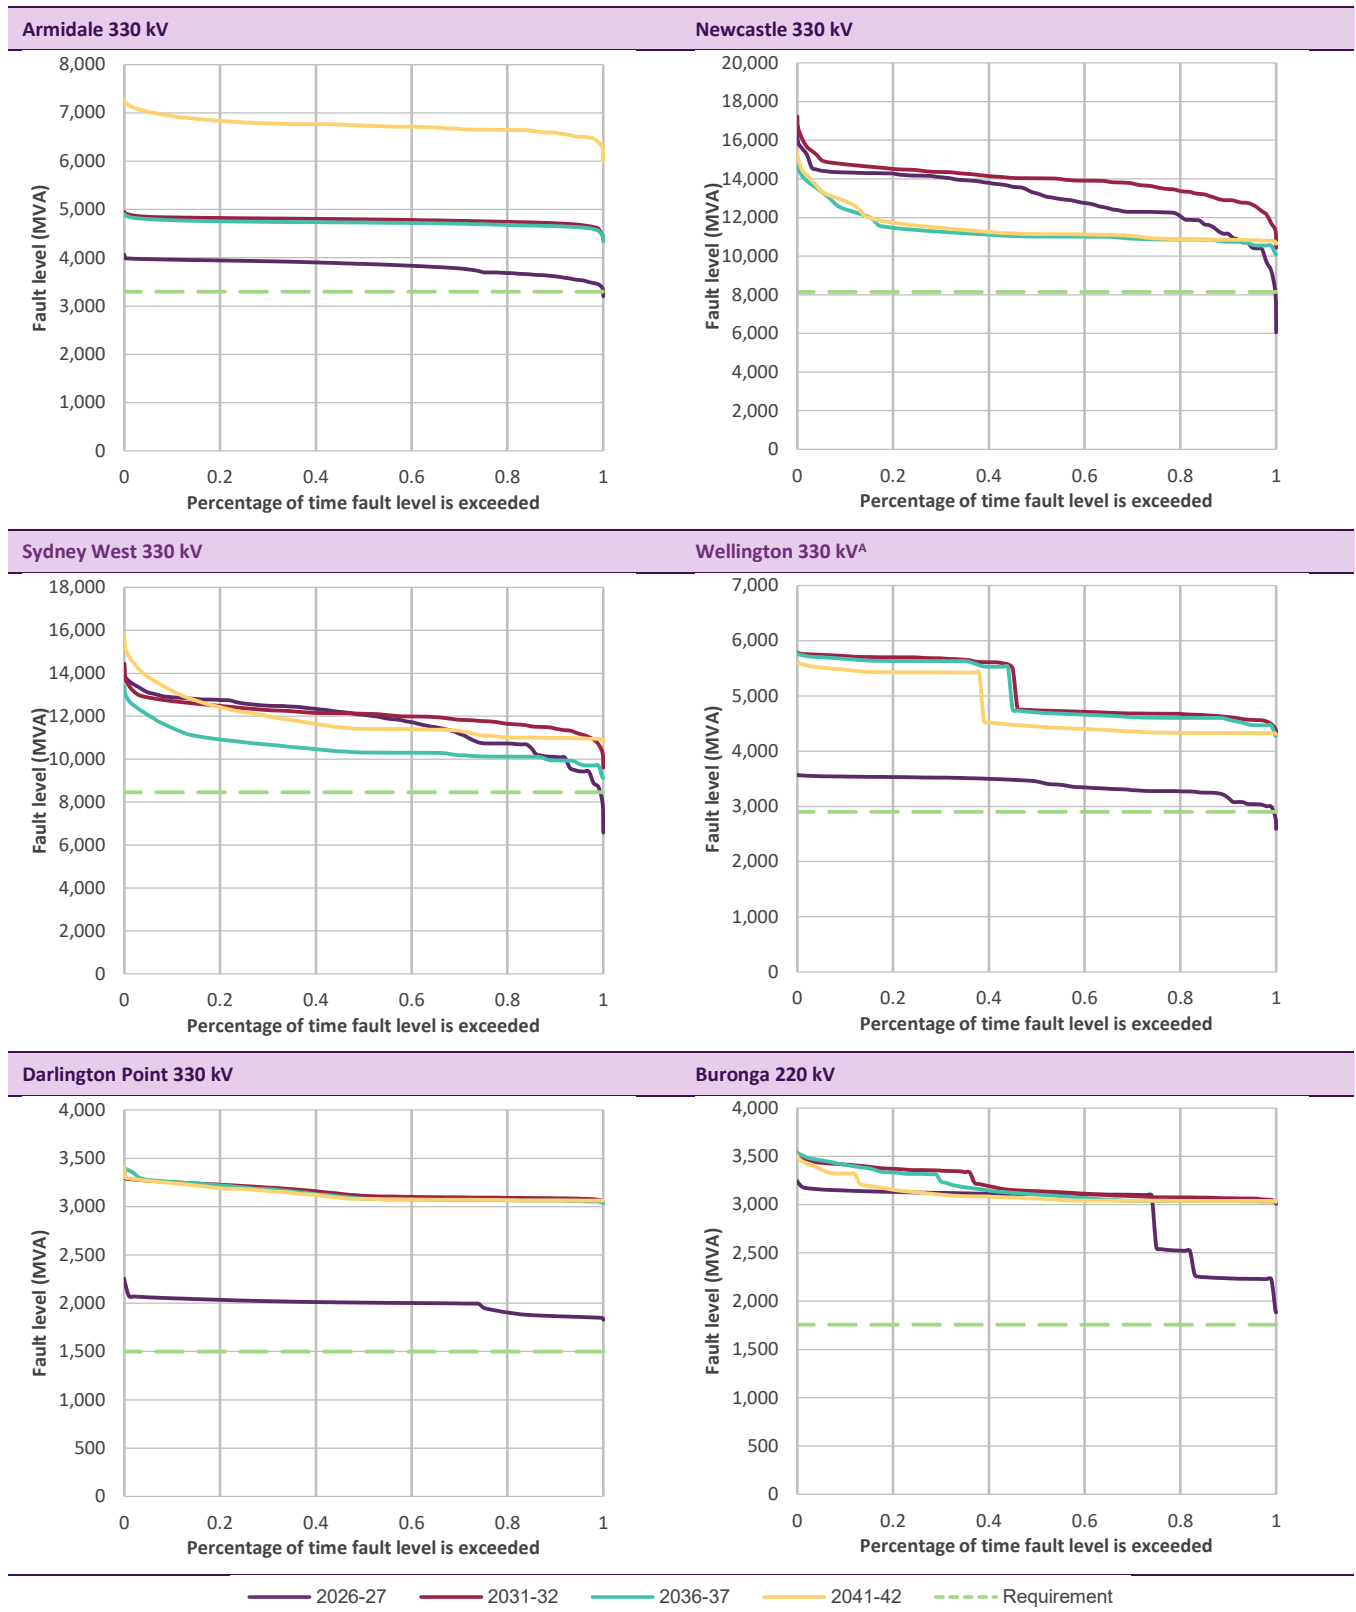 Armidale 330 kV
Newcastle 330 kV
8,000
7,000
6,000
5,000
4,000
3,000
2,000
1,000
0
Fault level (MVA)
0 0.2 0.4 0.6 0.8 1
Percentage of time fault level is exceeded
20,000
18,000
16,000
14,000
12,000
10,000
8,000
6,000
4,000
2,000
0
Fault level (MVA)
0 0.2 0.4 0.6 0.8 1
Percentage of time fault level is exceeded
Sydney West 330 kV
Wellington 330 kVᴬ
18,000
16,000
14,000
12,000
10,000
8,000
6,000
4,000
2,000
0
Fault level (MVA)
0 0.2 0.4 0.6 0.8 1
Percentage of time fault level is exceeded
7,000
6,000
5,000
4,000
3,000
2,000
1,000
0
Fault level (MVA)
0 0.2 0.4 0.6 0.8 1
Percentage of time fault level is exceeded
Darlington Point 330 kV
Buronga 220 kV
4,000
3,500
3,000
2,500
2,000
1,500
1,000
500
0
Fault level (MVA)
0 0.2 0.4 0.6 0.8 1
Percentage of time fault level is exceeded
4,000
3,500
3,000
2,500
2,000
1,500
1,000
500
0
Fault level (MVA)
0 0.2 0.4 0.6 0.8 1
Percentage of time fault level is exceeded
2026-27 2031-32 2036-37 2041-42 Requirement